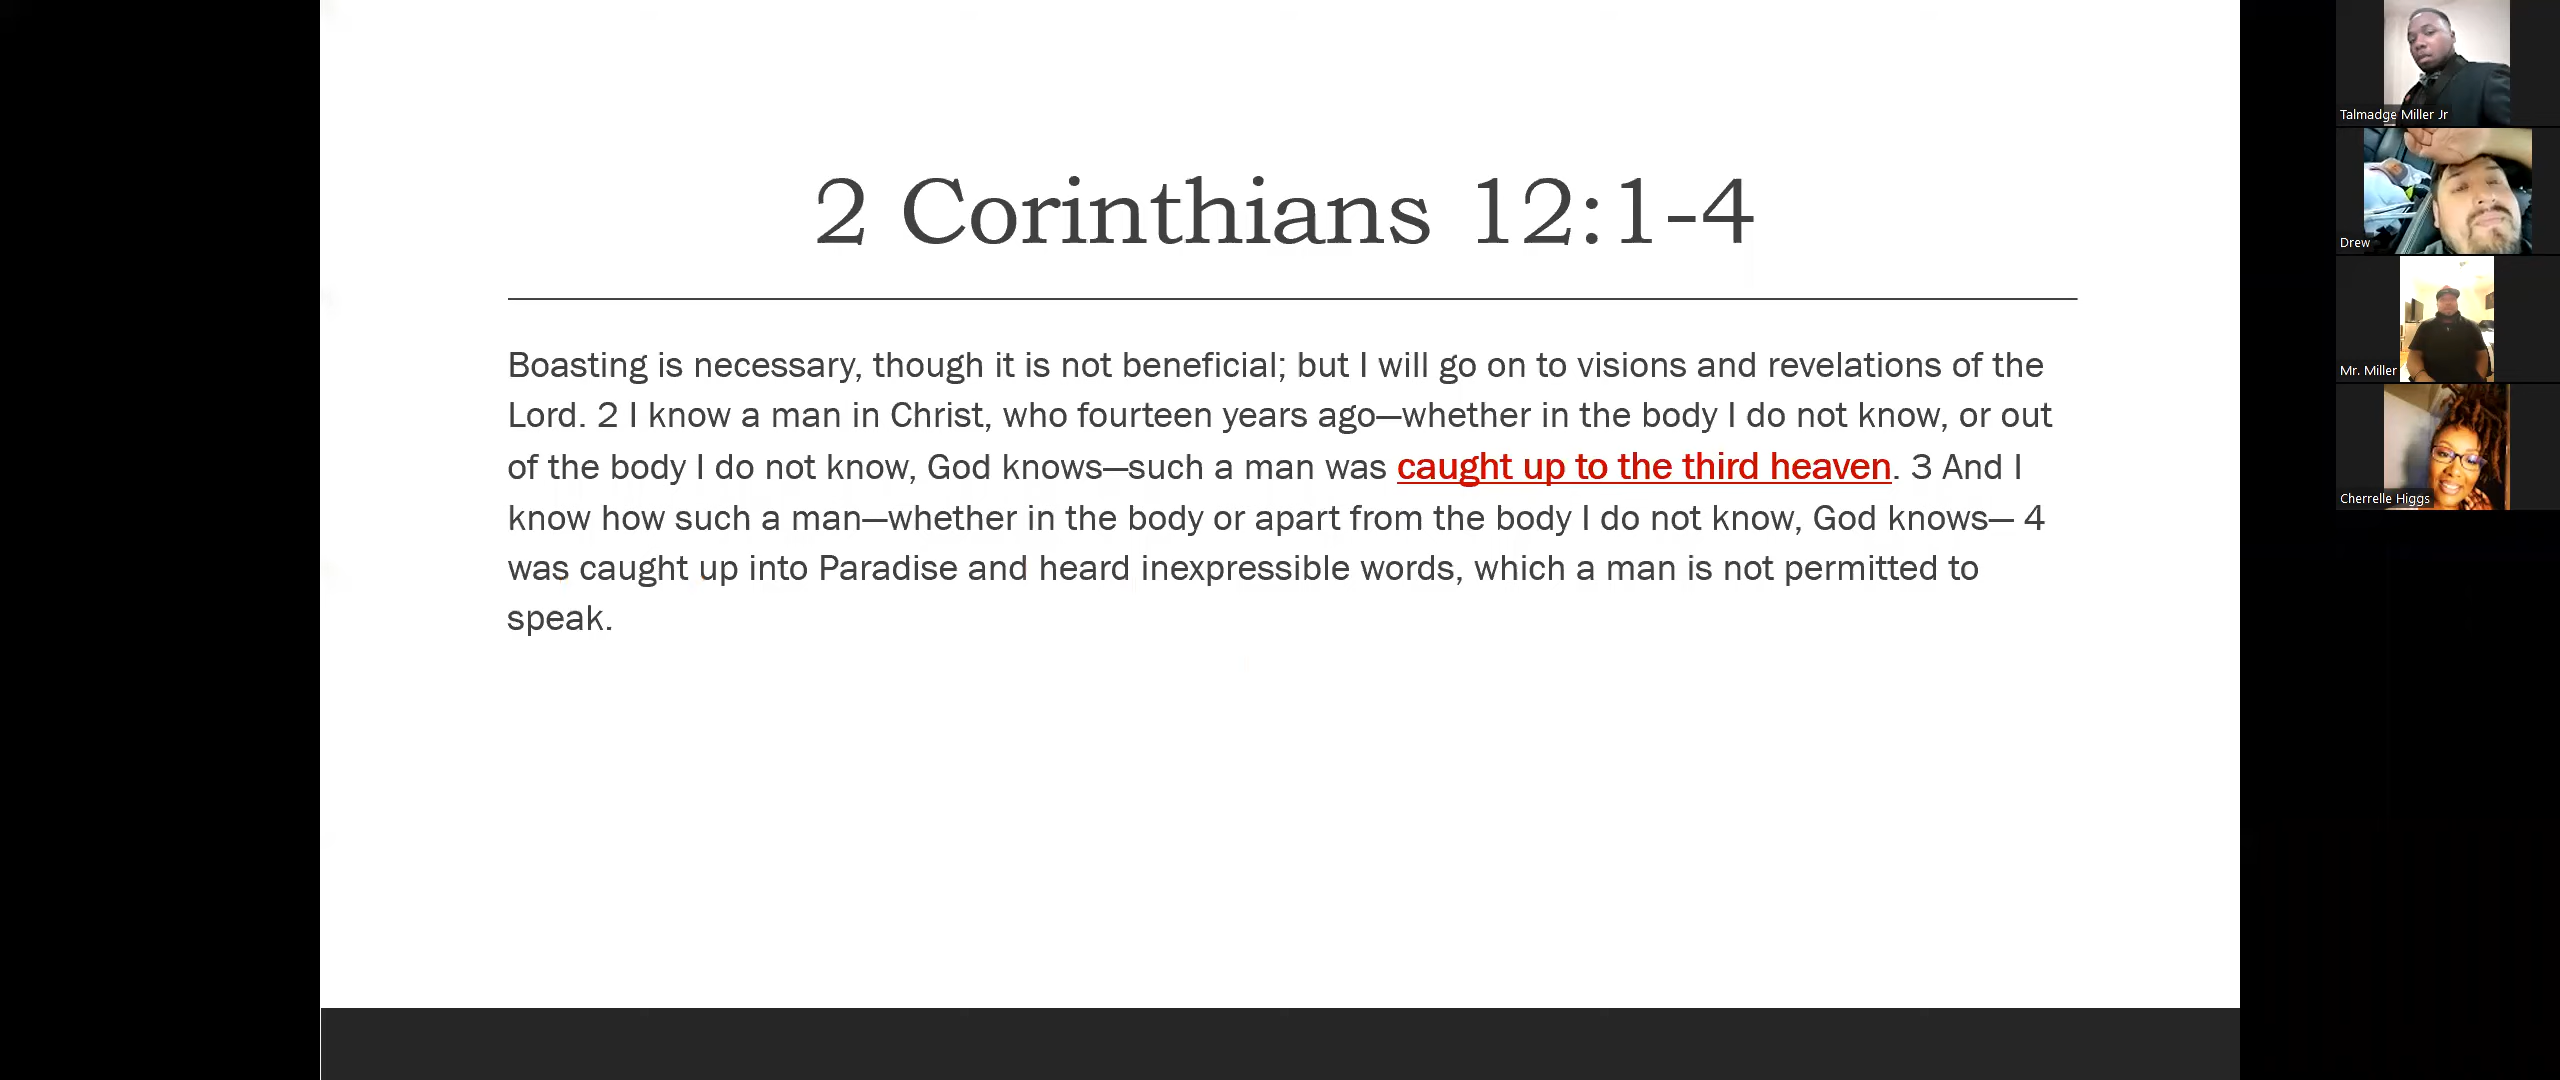 2 Corinthians 12:1-4
Boasting is necessary, though it is not beneficial; but I will go on to visions and revelations of the
Lord. 2 I know a man in Christ, who fourteen years ago—whether in the body I do not know, or out
of the body I do not know, God knows—such a man was caught up to the third heaven. 3 And I
know how such a man—whether in the body or apart from the body I do not know, God knows— 4
was caught up into Paradise and heard inexpressible words, which a man is not permitted to
speak.
Talmadge Miller Jr
Drew
Mr. Miller
Cherrelle Higgs